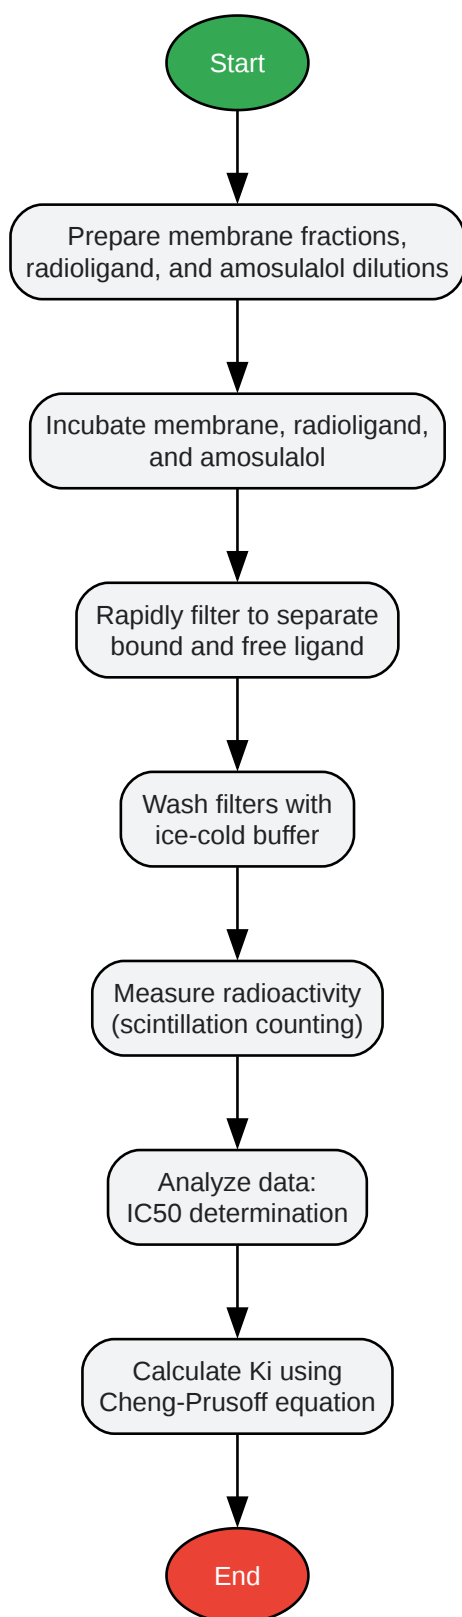 Start
Prepare membrane fractions,
radioligand, and amosulalol dilutions
Incubate membrane, radioligand,
and amosulalol
Rapidly filter to separate
bound and free ligand
Wash filters with
ice-cold buffer
Measure radioactivity
(scintillation counting)
Analyze data:
IC50 determination
Calculate Ki using
Cheng-Prusoff equation
End